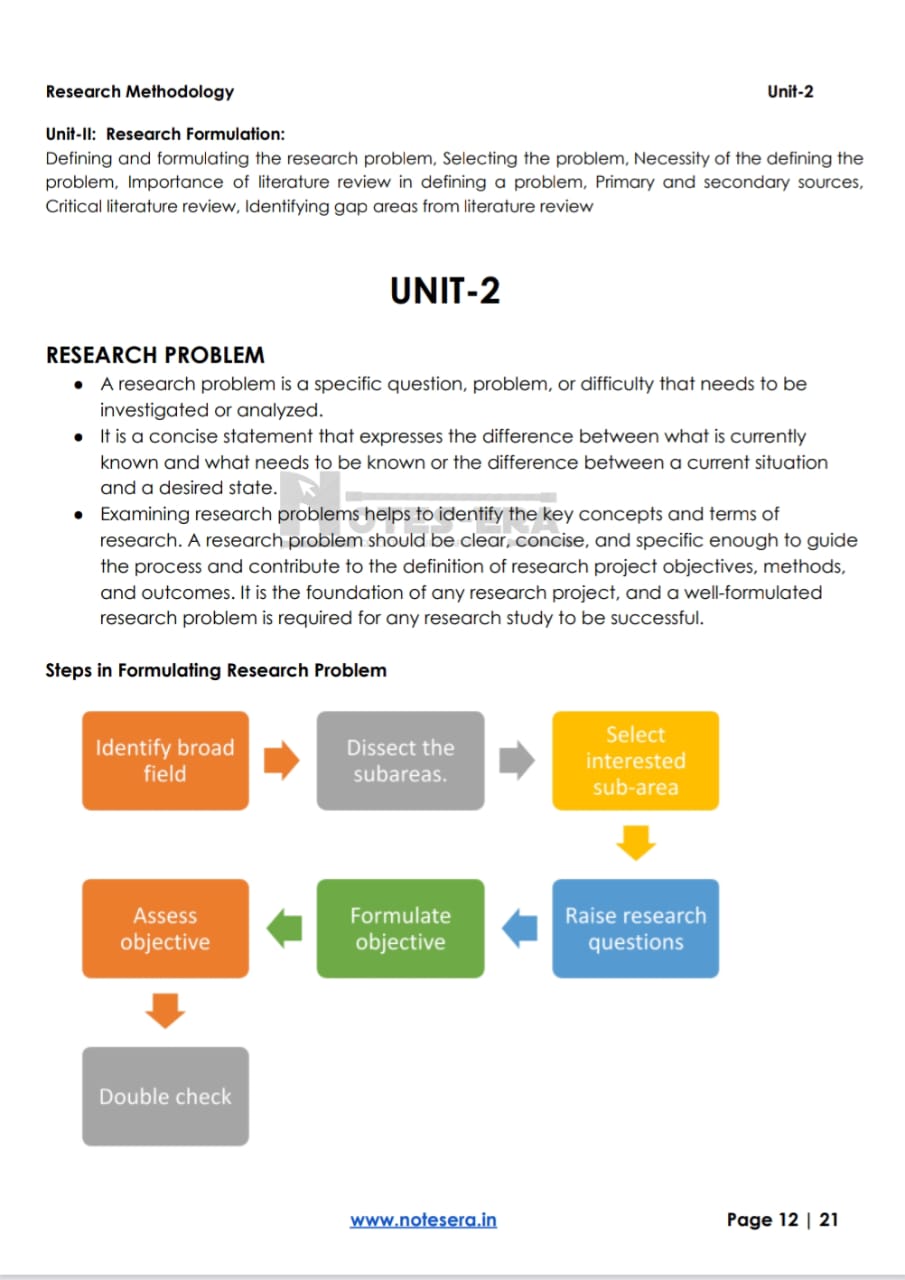 Research Methodology Unit-2
Unit-II: Research Formulation:
Defining and formulating the research problem, Selecting the problem, Necessity of the defining the
problem, Importance of literature review in defining a problem, Primary and secondary sources,
Critical literature review, Identifying gap areas from literature review
UNIT-2
RESEARCH PROBLEM
● A research problem is a specific question, problem, or difficulty that needs to be
investigated or analyzed.
● It is a concise statement that expresses the difference between what is currently
known and what needs to be known or the difference between a current situation
and a desired state.
NOTES-ERA
● Examining research problems helps to identify the key concepts and terms of
research. A research problem should be clear, concise, and specific enough to guide
the process and contribute to the definition of research project objectives, methods,
and outcomes. It is the foundation of any research project, and a well-formulated
research problem is required for any research study to be successful.
Steps in Formulating Research Problem
Identify broad
field
Dissect the
subareas.
Select
interested
sub-area
Raise research
questions
Formulate
objective
Assess
objective
Double check
www.notesera.in Page 12 | 21